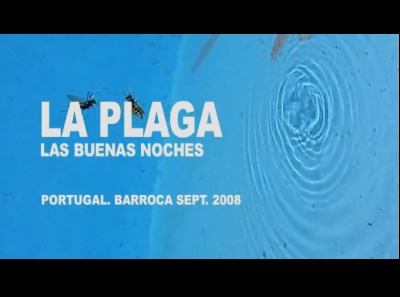 LA PLAGA
LAS BUENAS NOCHES
PORTUGAL. BARROCA SEPT. 2008